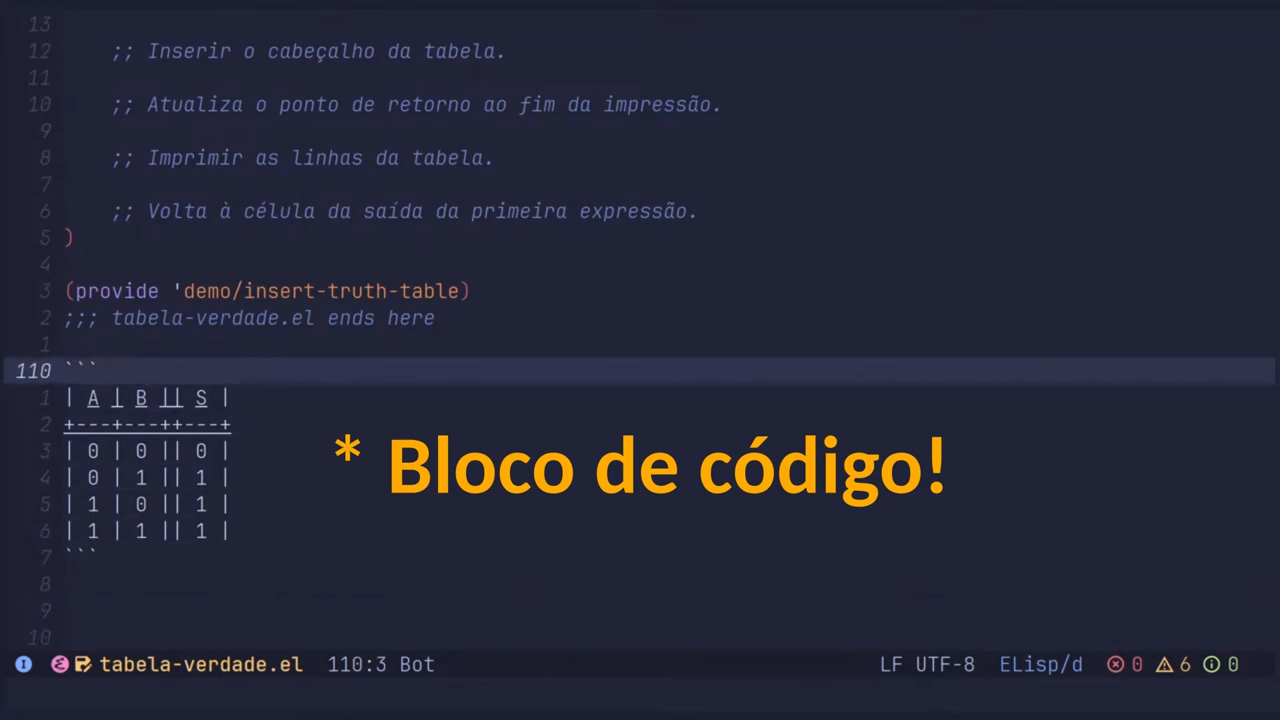 13
12 ;; Inserir o cabeçalho da tabela.
11
10 ;; Atualiza o ponto de retorno ao fim da impressão.
9
8 ;; Imprimir as linhas da tabela.
7
6 ;; Volta à célula da saída da primeira expressão.
5 )
4
3 (provide 'demo/insert-truth-table)
2 ;;; tabela-verdade.el ends here
1
110 ```
1 | A | B || S |
2 +---+---++---+
3 | 0 | 0 || 0 |
4 | 0 | 1 || 1 |
5 | 1 | 0 || 1 |
6 | 1 | 1 || 1 |
7 ```
8
9
10
* Bloco de código!
I tabela-verdade.el 110:3 Bot LF UTF-8 ELisp/d 0 6 0